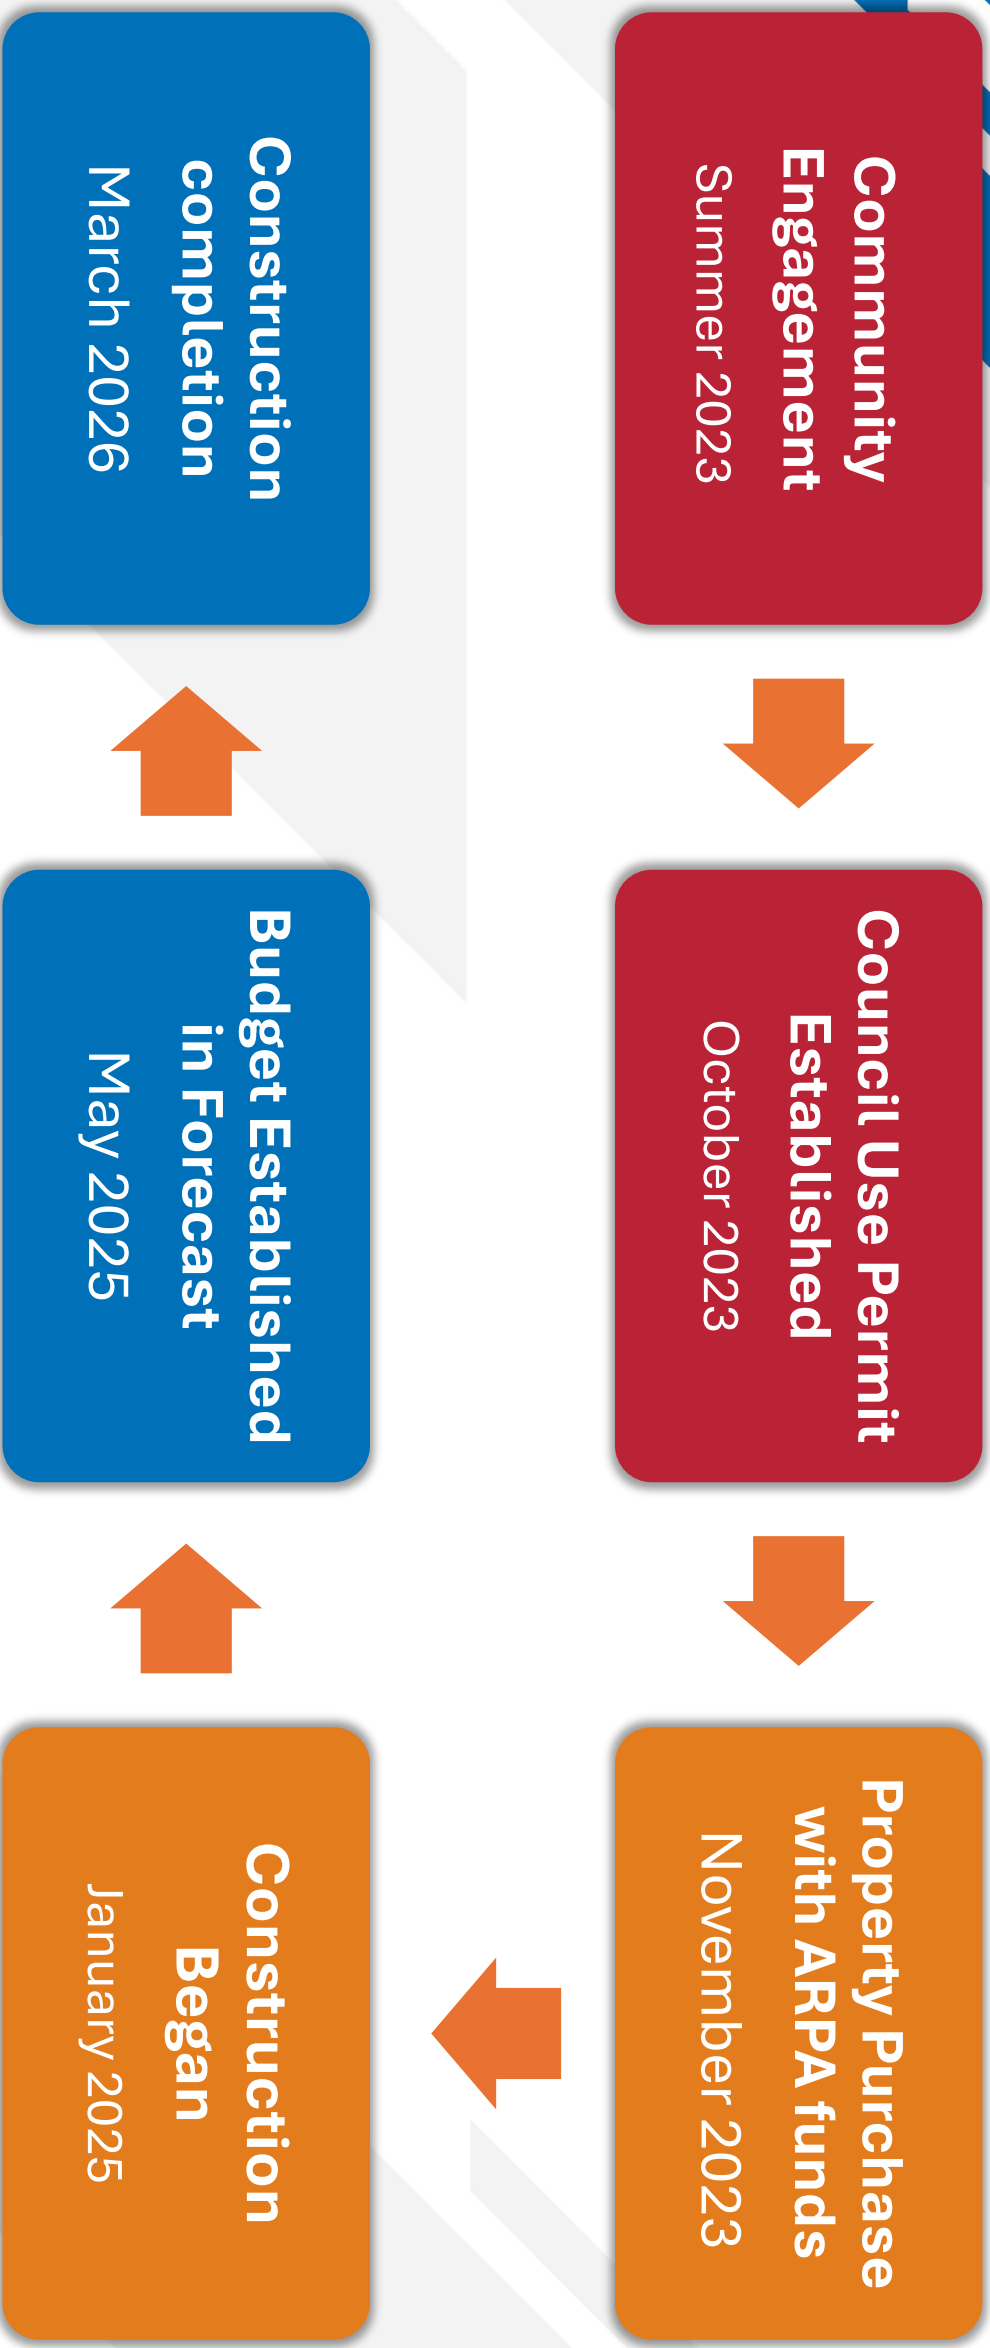 Community
Engagement
Summer 2023
Council Use Permit
Established
October 2023
Property Purchase
with ARPA funds
November 2023
Construction
Began
January 2025
Budget Established
in Forecast
May 2025
Construction
completion
March 2026